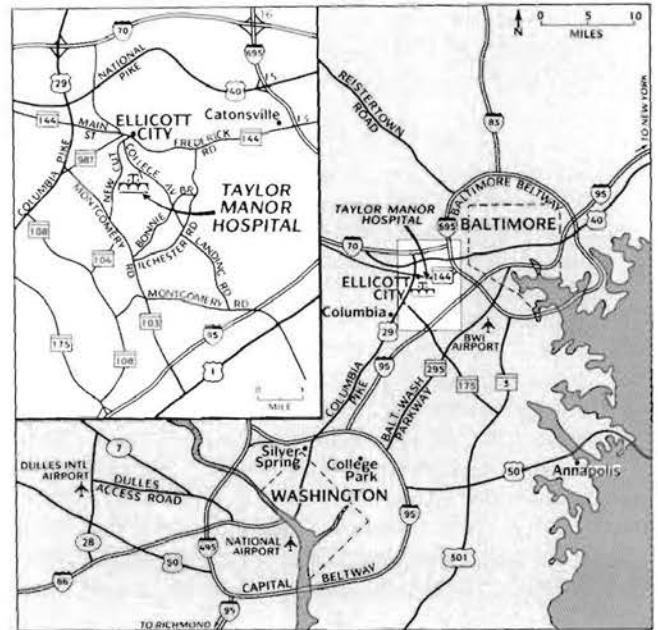 70
16
695
29
NATIONAL
PIKE
40
15
144
MAIN
ST
ELLICOTT
CITY
Catonsville
FREDERICK
RD
144
15
COLUMBIA PIKE
987
NEW
CUT
COLLEGE
AV
BR
BONNIE
TAYLOR
MANOR
HOSPITAL
MONTGOMERY
RD
ILCHESTER RD
LANDING RD
108
104
MONTGOMERY RD
175
108
103
95
1
MILE
N
0 5 10
MILES
REISTERTOWN
ROAD
83
TO NEW YORK
95
40
BALTIMORE BELTWAY
695
BALTIMORE
TAYLOR MANOR
HOSPITAL
70
144
ELLICOTT
CITY
Columbia
29
BWI
AIRPORT
95
295
175
3
COLUMBIA
PIKE
BALT-WASH
PARKWAY
7
DULLES INTL
AIRPORT
DULLES
ACCESS ROAD
Silver
Spring
College
Park
WASHINGTON
50
Annapolis
28
50
495
NATIONAL
AIRPORT
95
301
66
CAPITAL BELTWAY
95
TO RICHMOND